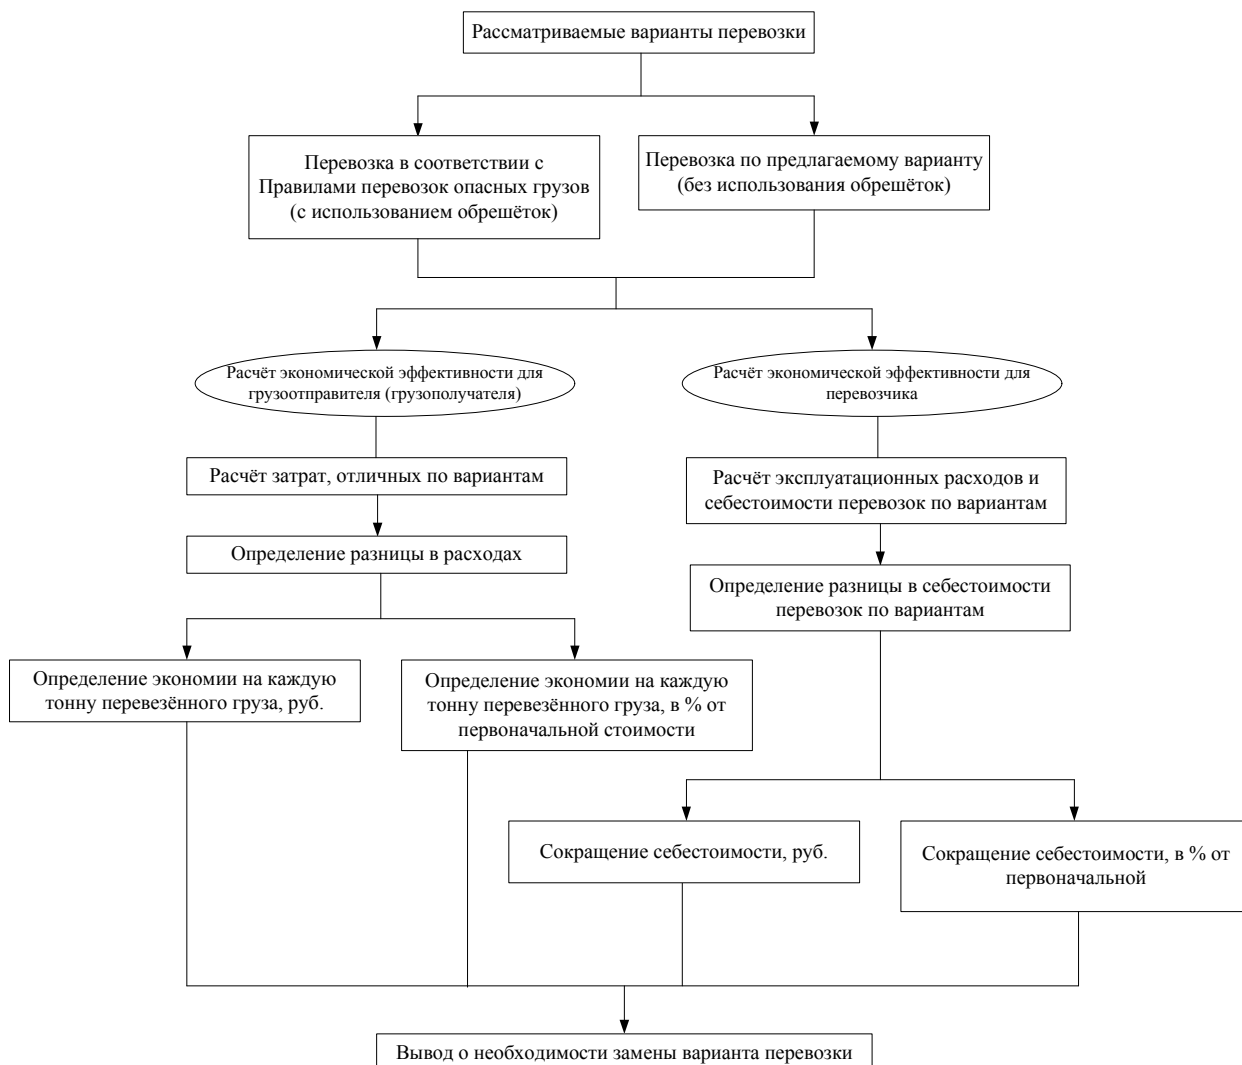 Рассматриваемые варианты перевозки
Перевозка в соответствии с
Правилами перевозок опасных грузов
(с использованием обрешёток)
Перевозка по предлагаемому варианту
(без использования обрешёток)
Расчёт экономической эффективности для
грузоотправителя (грузополучателя)
Расчёт экономической эффективности для
перевозчика
Расчёт затрат, отличных по вариантам
Расчёт эксплуатационных расходов и
себестоимости перевозок по вариантам
Определение разницы в расходах
Определение разницы в себестоимости
перевозок по вариантам
Определение экономии на каждую
тонну перевезённого груза, руб.
Определение экономии на каждую
тонну перевезённого груза, в % от
первоначальной стоимости
Сокращение себестоимости, руб.
Сокращение себестоимости, в % от
первоначальной
Вывод о необходимости замены варианта перевозки